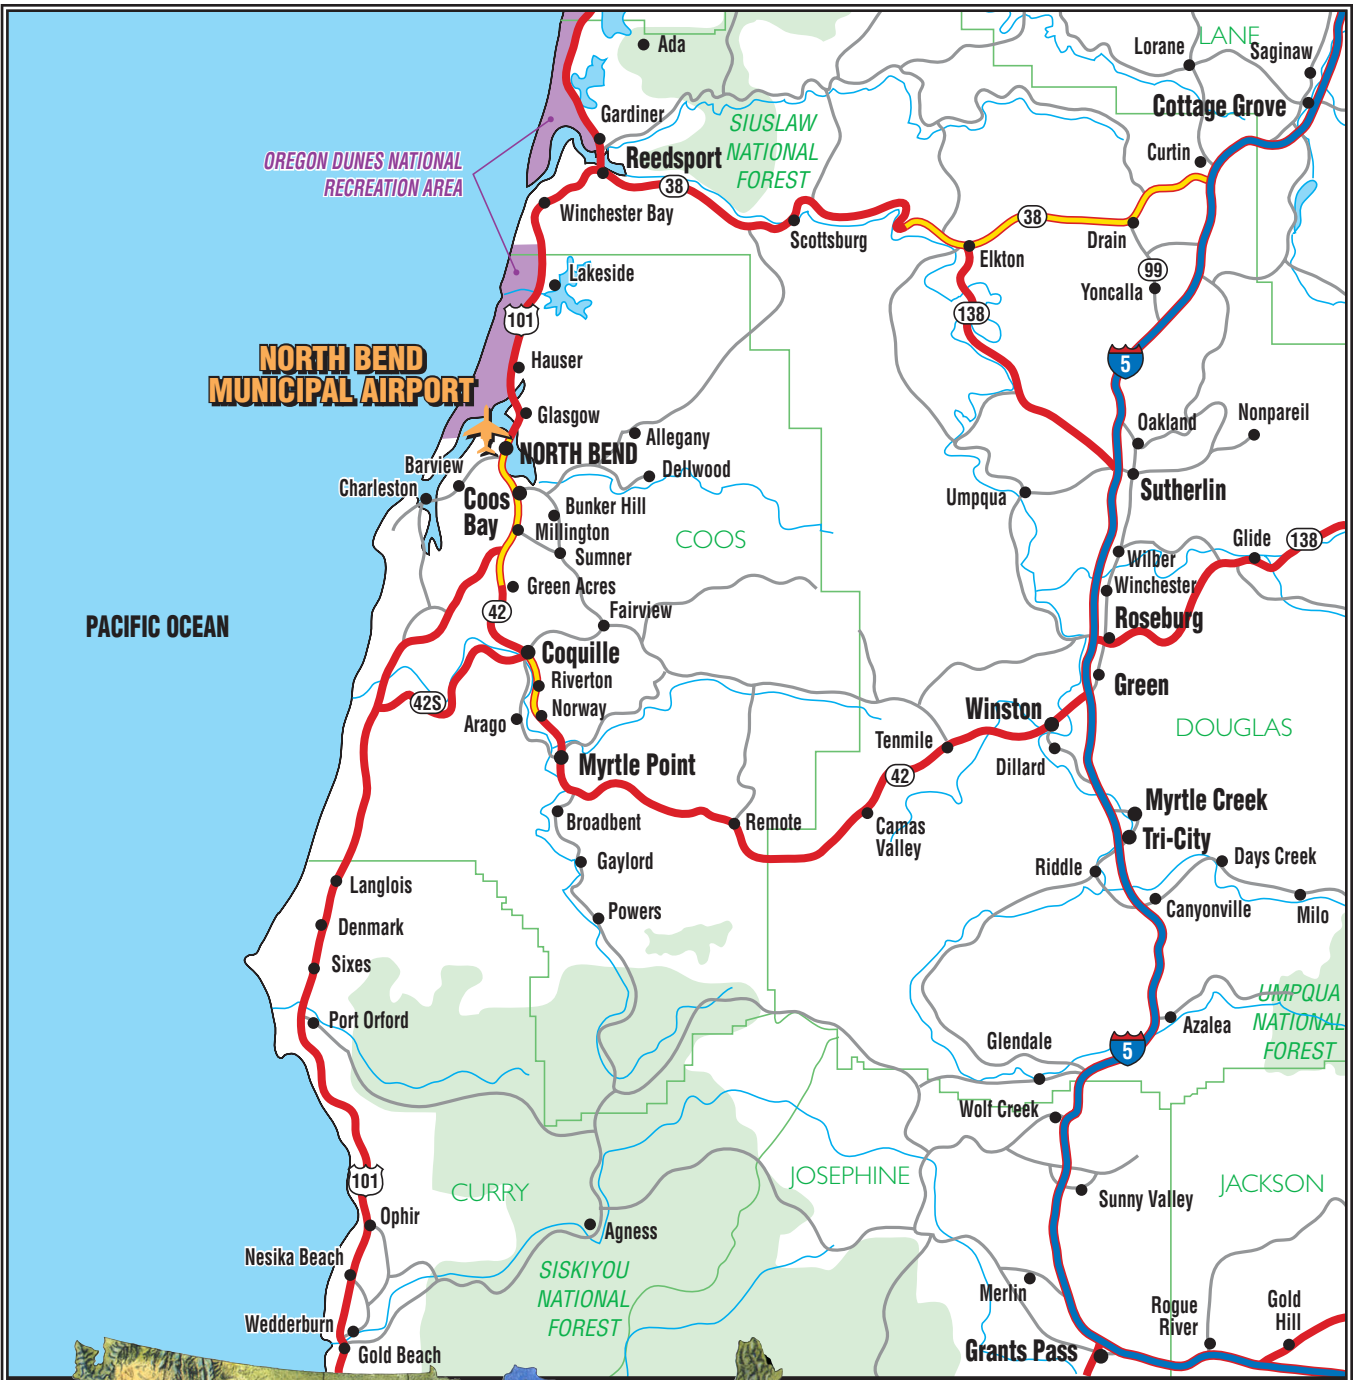 LANE
Ada
Lorane
Saginaw
Cottage Grove
Gardiner
SIUSLAW
NATIONAL
FOREST
Curtin
OREGON DUNES NATIONAL
RECREATION AREA
Reedsport
38
Winchester Bay
Scottsburg
38
Drain
Elkton
99
Lakeside
Yoncalla
101
138
NORTH BEND
MUNICIPAL AIRPORT
Hauser
5
Glasgow
Oakland
Nonpareil
Allegany
NORTH BEND
Barview
Dellwood
Charleston
Coos
Bay
Bunker Hill
Umpqua
Sutherlin
Millington
COOS
Sumner
Glide
138
Wilber
Green Acres
Winchester
42
Fairview
Roseburg
PACIFIC OCEAN
Coquille
Riverton
Green
42S
Norway
Winston
Arago
DOUGLAS
Tenmile
Myrtle Point
Dillard
42
Myrtle Creek
Broadbent
Remote
Camas
Valley
Tri-City
Gaylord
Riddle
Days Creek
Langlois
Powers
Canyonville
Milo
Denmark
Sixes
UMPQUA
NATIONAL
FOREST
Port Orford
Azalea
Glendale
5
Wolf Creek
101
CURRY
JOSEPHINE
JACKSON
Sunny Valley
Ophir
Agness
Nesika Beach
SISKIYOU
NATIONAL
FOREST
Merlin
Rogue
River
Gold
Hill
Wedderburn
Gold Beach
Grants Pass